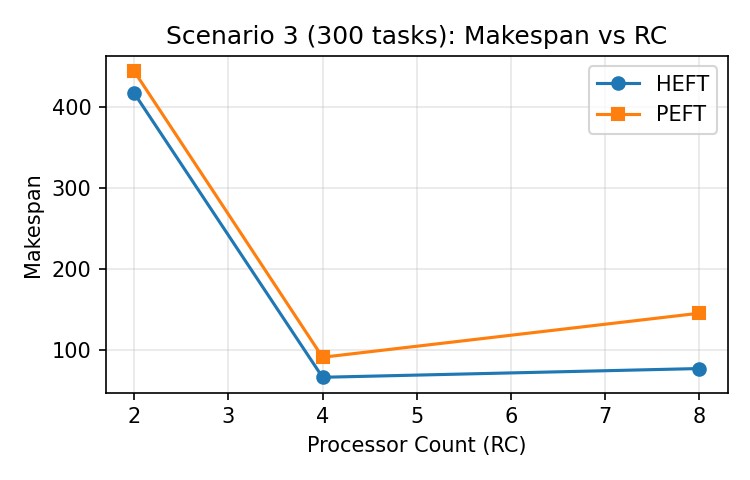 Scenario 3 (300 tasks): Makespan vs RC
HEFT
PEFT
400
300
200
100
Makespan
2 3 4 5 6 7 8
Processor Count (RC)